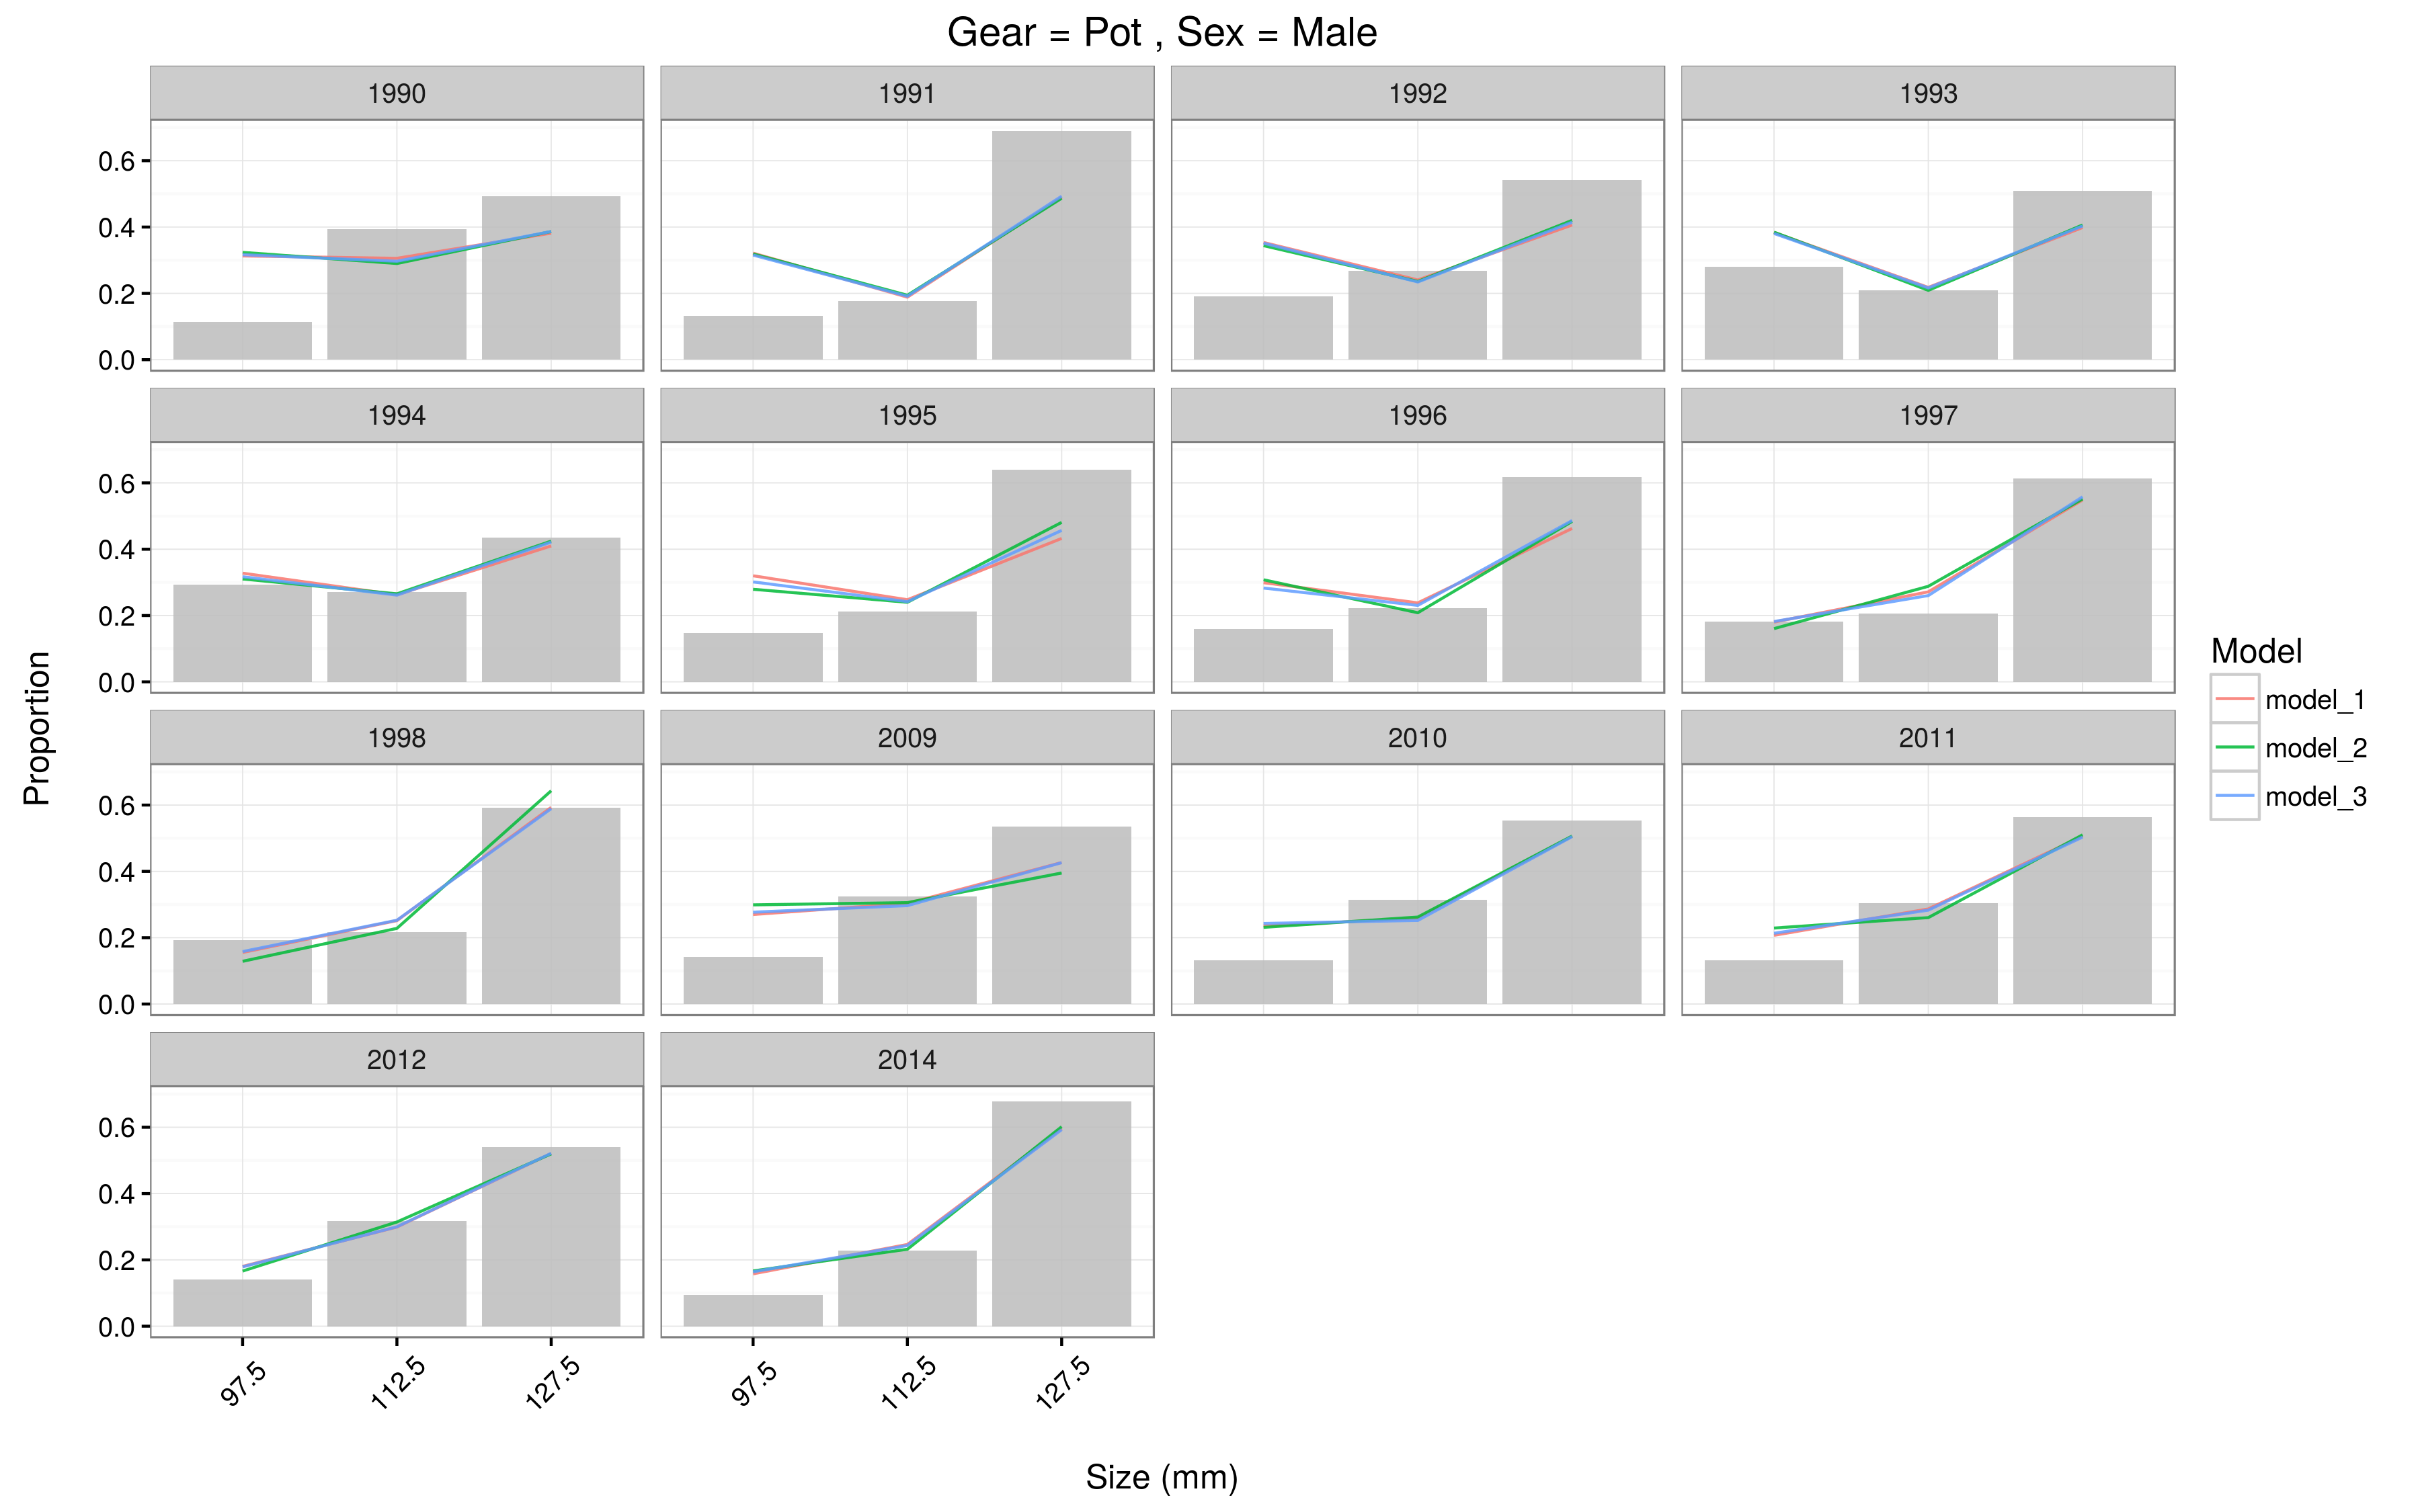 Gear = Pot , Sex = Male
1990 1991 1992 1993
0.6
0.4
0.2
0.0
1994 1995 1996 1997
0.6
0.4
0.2
0.0
1998 2009 2010 2011
0.6
0.4
0.2
0.0
2012 2014
0.6
0.4
0.2
0.0
97.5 112.5 127.5 97.5 112.5 127.5
Proportion
Size (mm)
Model
model_1
model_2
model_3